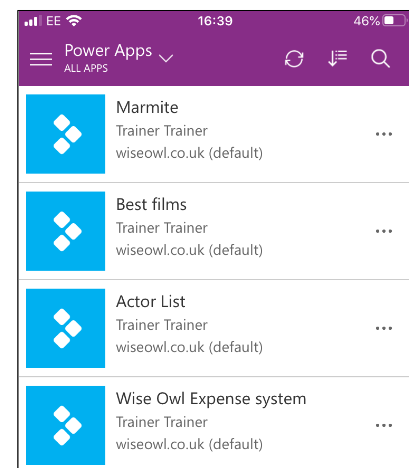 EE 16:39 46%
Power Apps
ALL APPS
Marmite
Trainer Trainer
wiseowl.co.uk (default)
Best films
Trainer Trainer
wiseowl.co.uk (default)
Actor List
Trainer Trainer
wiseowl.co.uk (default)
Wise Owl Expense system
Trainer Trainer
wiseowl.co.uk (default)